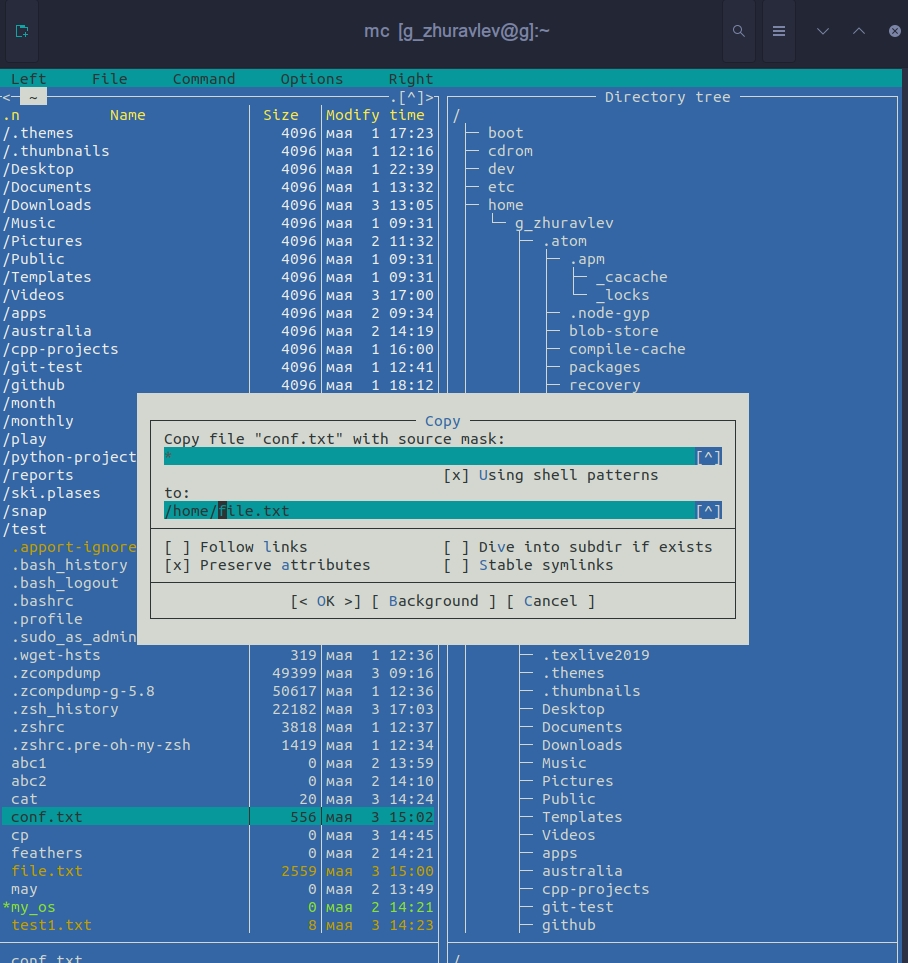 mc [g_zhuravlev@g]:~
Left File Command Options Right
<- ~ .[^]>
.n Name Size Modify time
/.themes 4096 мая 1 17:23
/.thumbnails 4096 мая 1 12:16
/Desktop 4096 мая 1 22:39
/Documents 4096 мая 1 13:32
/Downloads 4096 мая 3 13:05
/Music 4096 мая 1 09:31
/Pictures 4096 мая 2 11:32
/Public 4096 мая 1 09:31
/Templates 4096 мая 1 09:31
/Videos 4096 мая 3 17:00
/apps 4096 мая 2 09:34
/australia 4096 мая 2 14:19
/cpp-projects 4096 мая 1 16:00
/git-test 4096 мая 1 12:41
/github 4096 мая 1 18:12
/month
/monthly
/play
/python-project
/reports
/ski.plases
/snap
/test
.apport-ignore
.bash_history
.bash_logout
.bashrc
.profile
.sudo_as_admin
.wget-hsts 319 мая 1 12:36
.zcompdump 49399 мая 3 09:16
.zcompdump-g-5.8 50617 мая 1 12:36
.zsh_history 22182 мая 3 17:03
.zshrc 3818 мая 1 12:37
.zshrc.pre-oh-my-zsh 1419 мая 1 12:34
abc1 0 мая 2 13:59
abc2 0 мая 2 14:10
cat 20 мая 3 14:24
conf.txt 556 мая 3 15:02
cp 0 мая 3 14:45
feathers 0 мая 2 14:21
file.txt 2559 мая 3 15:00
may 0 мая 2 13:49
*my_os 0 мая 2 14:21
test1.txt 8 мая 3 14:23
conf.txt
Directory tree
/
boot
cdrom
dev
etc
home
g_zhuravlev
.atom
.apm
_cacache
_locks
.node-gyp
blob-store
compile-cache
packages
recovery
.texlive2019
.themes
.thumbnails
Desktop
Documents
Downloads
Music
Pictures
Public
Templates
Videos
apps
australia
cpp-projects
git-test
github
/
Copy
Copy file "conf.txt" with source mask:
* [^]
[x] Using shell patterns
to:
/home/file.txt [^]
[ ] Follow links [ ] Dive into subdir if exists
[x] Preserve attributes [ ] Stable symlinks
[< OK >] [ Background ] [ Cancel ]